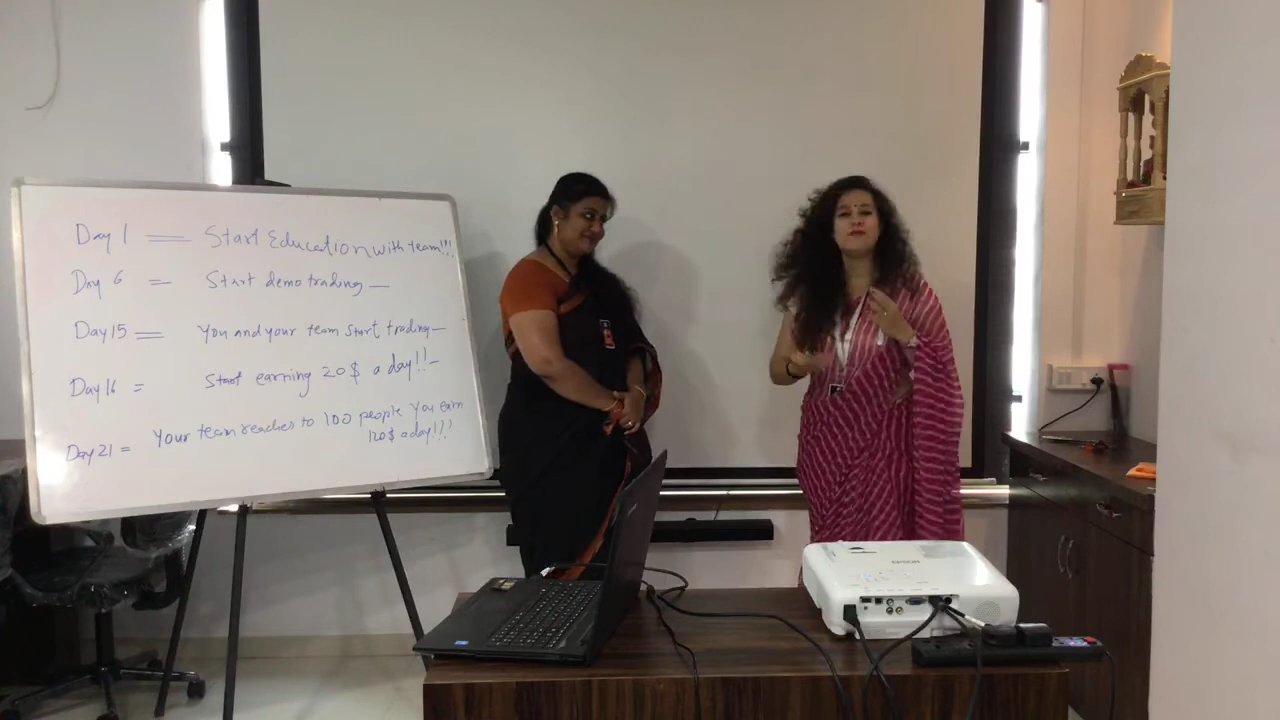 Day 1 = Start Education with team!!!
Day 6 = Start demo trading —
Day 15 = You and your team start trading —
Day 16 = Start earning 20$ a day!! —
Day 21 = Your team reaches to 100 people You earn
120$ a day!!!
EPSON